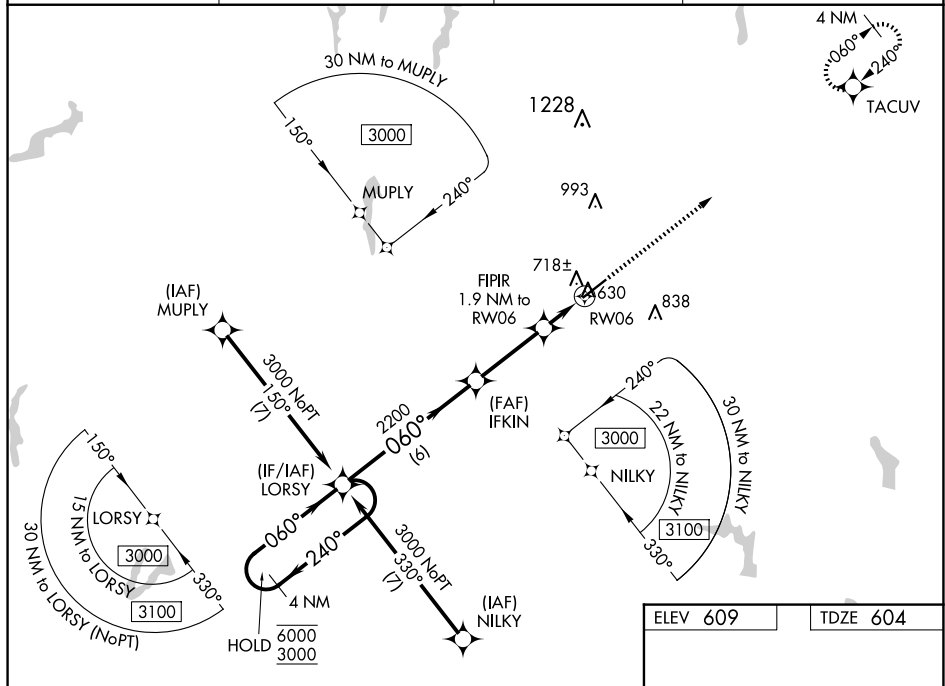 4 NM
060°
240°
TACUV
30 NM to MUPLY
150°
3000
240°
MUPLY
1228
993
718±
630
838
RW06
FIPIR
1.9 NM to
RW06
(IAF)
MUPLY
3000 NoPT
150°
(7)
2200
060°
(6)
(FAF)
IFKIN
(IF/IAF)
LORSY
240°
22 NM to NILKY
30 NM to NILKY
3000
NILKY
3100
330°
150°
LORSY
15 NM to LORSY
3000
330°
3100
30 NM to LORSY (NoPT)
060°
240°
4 NM
HOLD
6000
3000
3000 NoPT
330°
(7)
(IAF)
NILKY
ELEV 609
TDZE 604